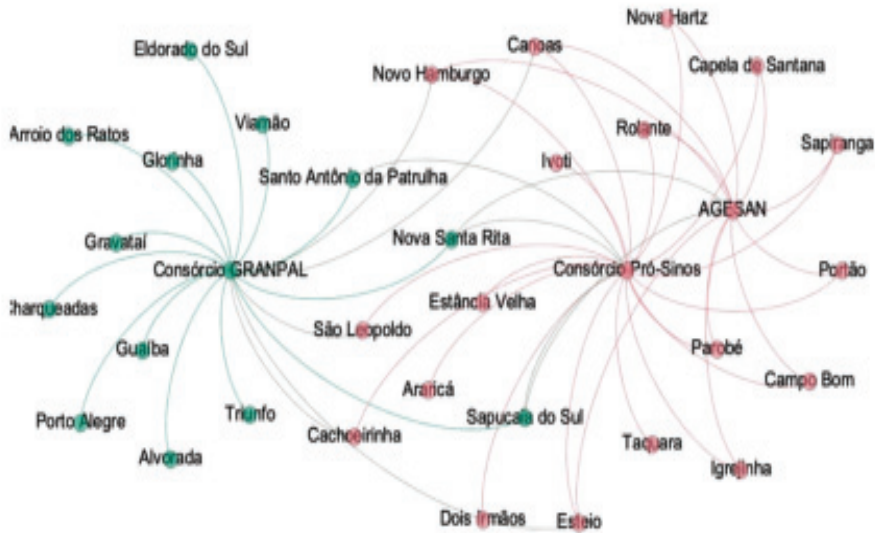 Nova Hartz
Eldorado do Sul
Canoas
Novo Hamburgo
Capela de Santana
Viamão
Arroio dos Ratos
Rolante
Sapiranga
Glorinha
Ivoti
Santo Antônio da Patrulha
AGESAN
Gravataí
Nova Santa Rita
Consórcio GRANPAL
Consórcio Pró-Sinos
Portão
Estância Velha
Charqueadas
São Leopoldo
Guaíba
Parobé
Campo Bom
Araricá
Porto Alegre
Triunfo
Sapucaia do Sul
Cachoeirinha
Taquara
Alvorada
Igrejinha
Dois Irmãos
Esteio